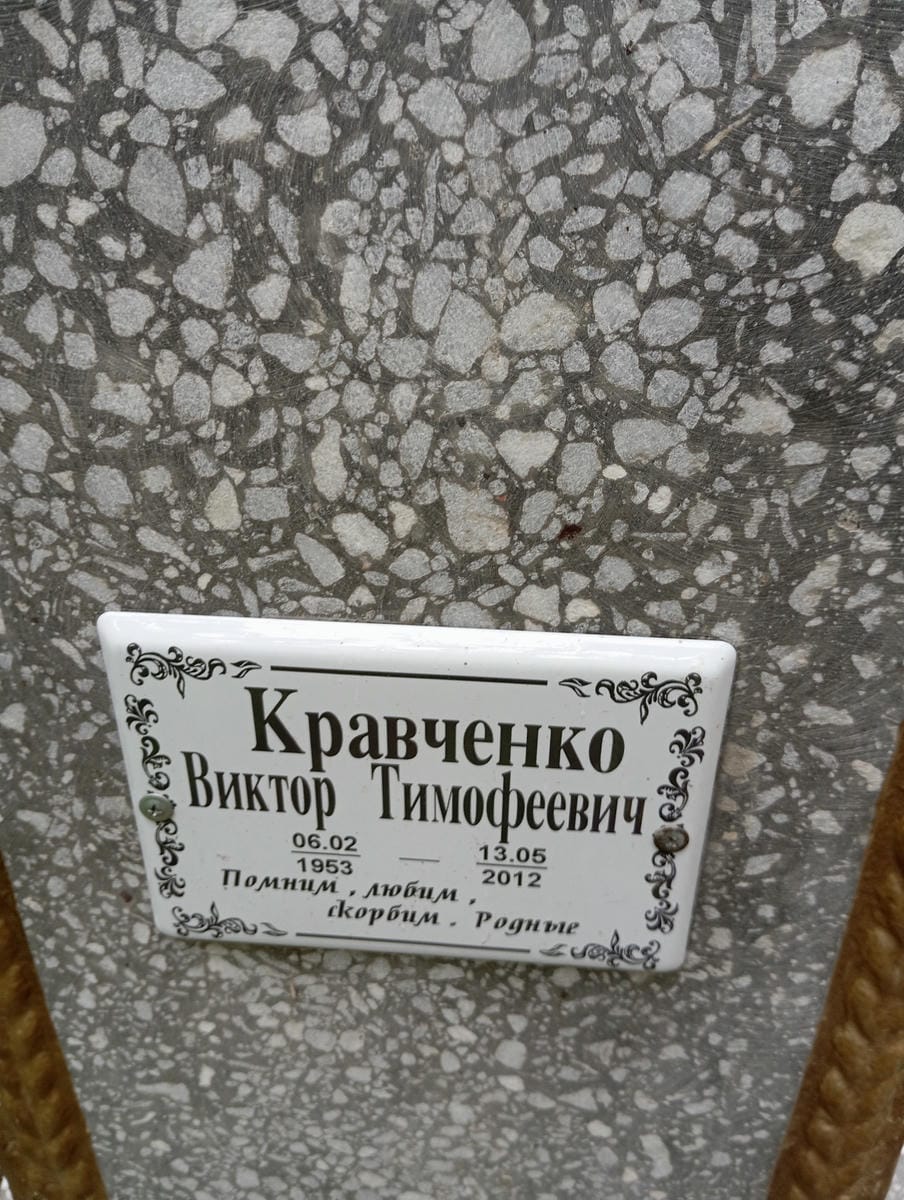 Кравченко
Виктор Тимофеевич
06.02 — 13.05
1953 2012
Помним, любим,
скорбим. Родные